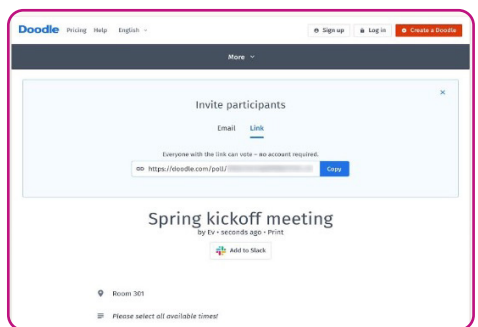 Doodle Pricing Help English Sign up Log in Create a Doodle
More
Invite participants
Email Link
Everyone with the link can vote – no account required.
https://doodle.com/poll/ Copy
Spring kickoff meeting
by Ev • seconds ago • Print
Add to Slack
Room 301
Please select all available times!